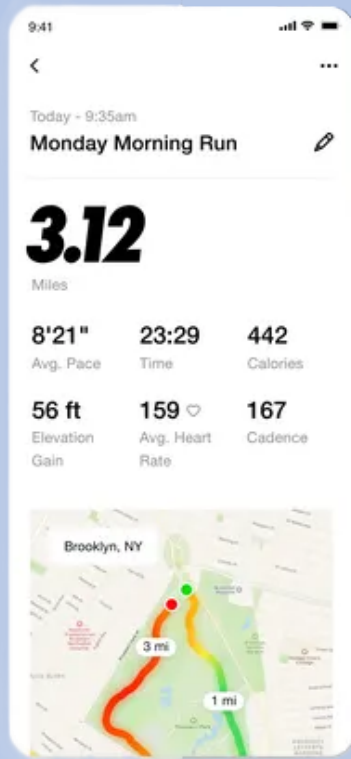 9:41
Today - 9:35am
Monday Morning Run
3.12
Miles
8'21" 23:29 442
Avg. Pace Time Calories
56 ft 159 167
Elevation Gain Avg. Heart Rate Cadence
Brooklyn, NY
3 mi
1 mi